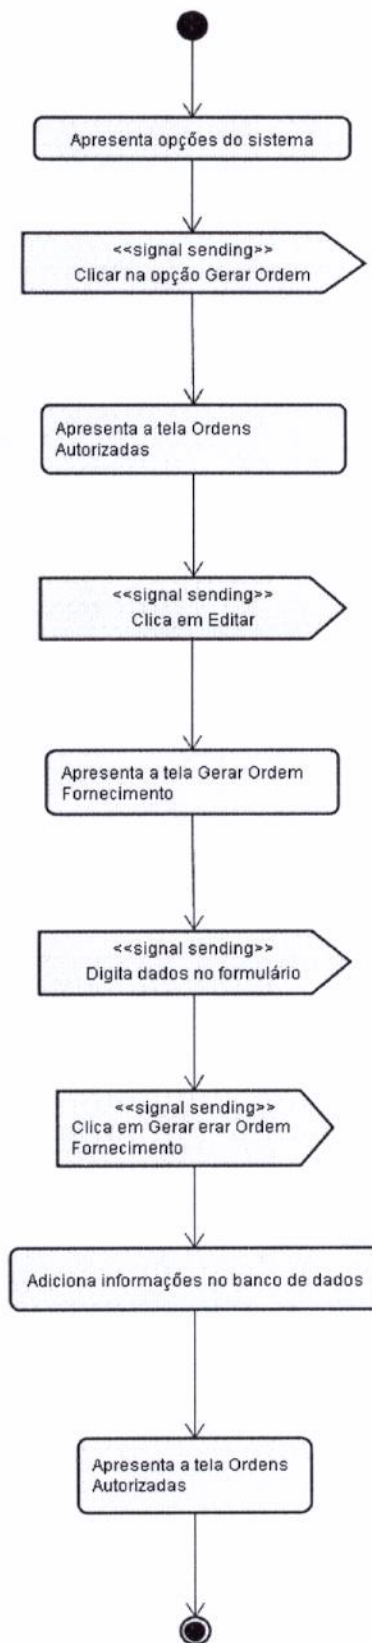 Apresenta opções do sistema
<<signal sending>>
Clicar na opção Gerar Ordem
Apresenta a tela Ordens
Autorizadas
<<signal sending>>
Clica em Editar
Apresenta a tela Gerar Ordem
Fornecimento
<<signal sending>>
Digita dados no formulário
<<signal sending>>
Clica em Gerar erar Ordem
Fornecimento
Adiciona informações no banco de dados
Apresenta a tela Ordens
Autorizadas